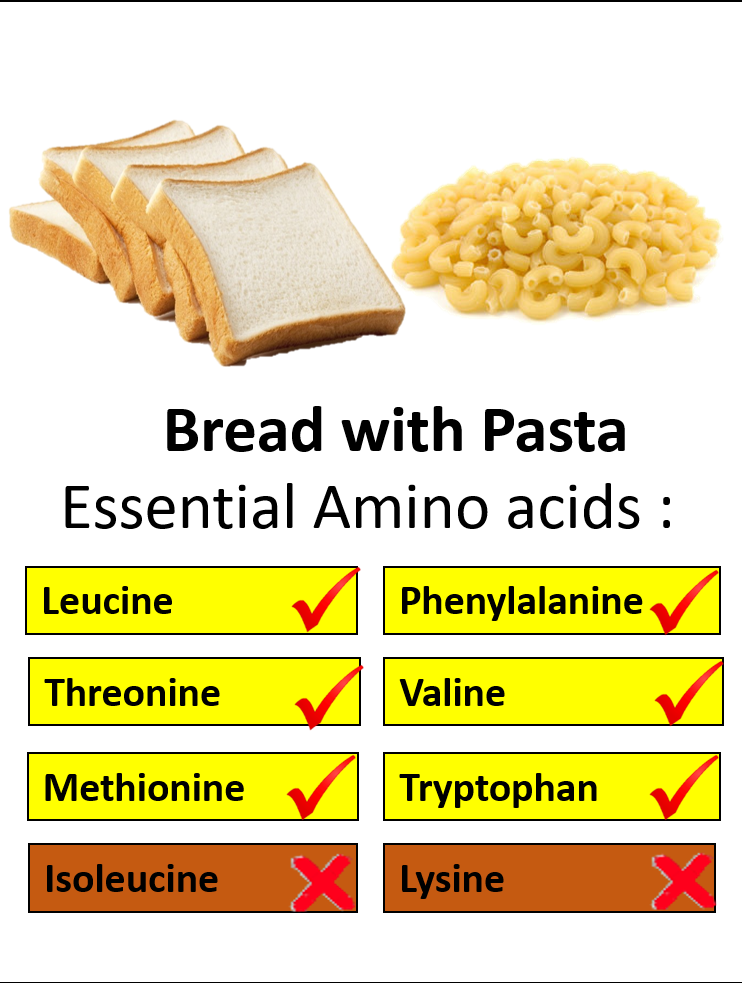 Bread with Pasta
Essential Amino acids :
Leucine
Phenylalanine
Threonine
Valine
Methionine
Tryptophan
Isoleucine
Lysine